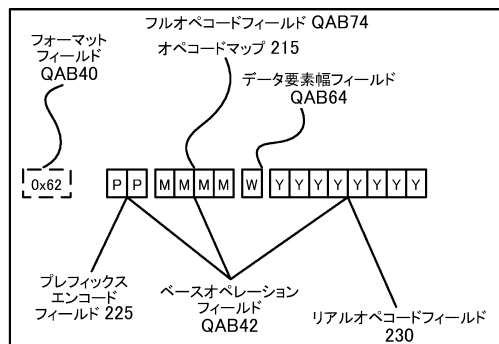 フルオペコードフィールド QAB74
フォーマット
フィールド
QAB40
オペコードマップ 215
データ要素幅フィールド
QAB64
0x62
P P M M M M W Y Y Y Y Y Y Y Y
プレフィックス
エンコード
フィールド 225
ベースオペレーション
フィールド
QAB42
リアルオペコードフィールド
230